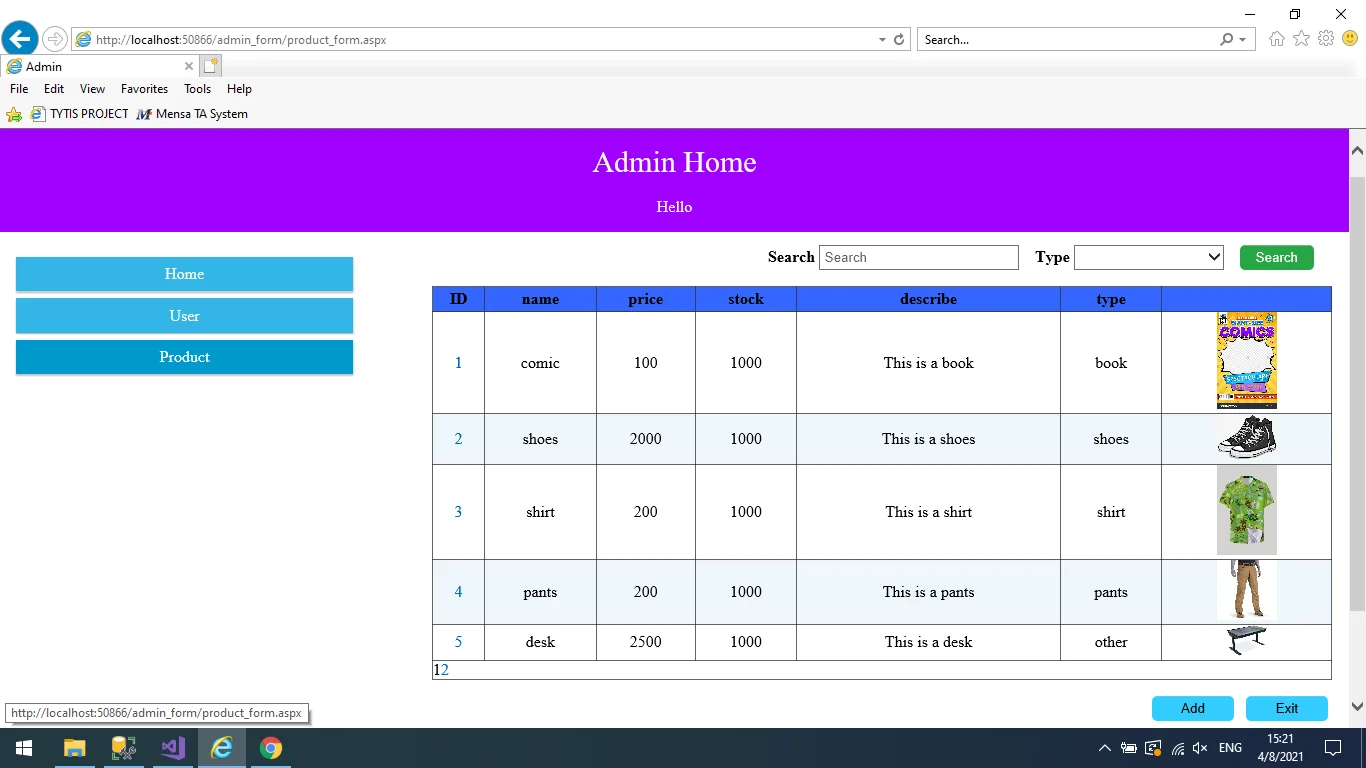 http://localhost:50866/admin_form/product_form.aspx
Search...
Admin
File Edit View Favorites Tools Help
TYTIS PROJECT Mensa TA System
Admin Home
Hello
Search Search Type Search
Home
User
Product
ID name price stock describe type
COMICS
1 comic 100 1000 This is a book book
2 shoes 2000 1000 This is a shoes shoes
3 shirt 200 1000 This is a shirt shirt
4 pants 200 1000 This is a pants pants
5 desk 2500 1000 This is a desk other
12
http://localhost:50866/admin_form/product_form.aspx
Add Exit
ENG
15:21
4/8/2021